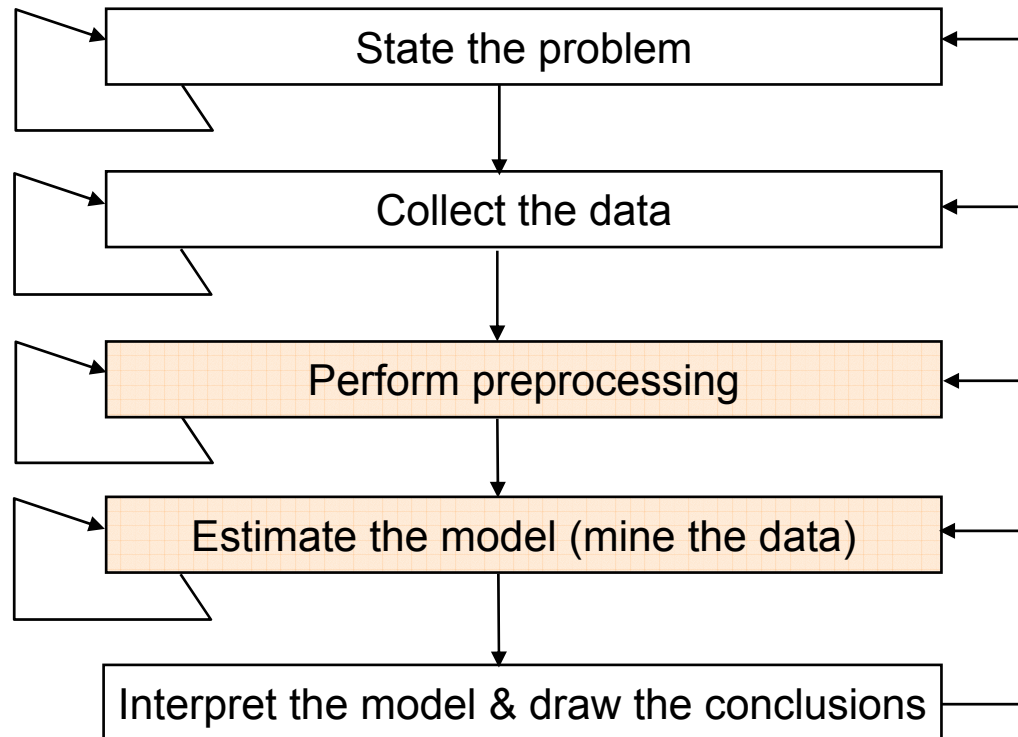 State the problem
Collect the data
Perform preprocessing
Estimate the model (mine the data)
Interpret the model & draw the conclusions